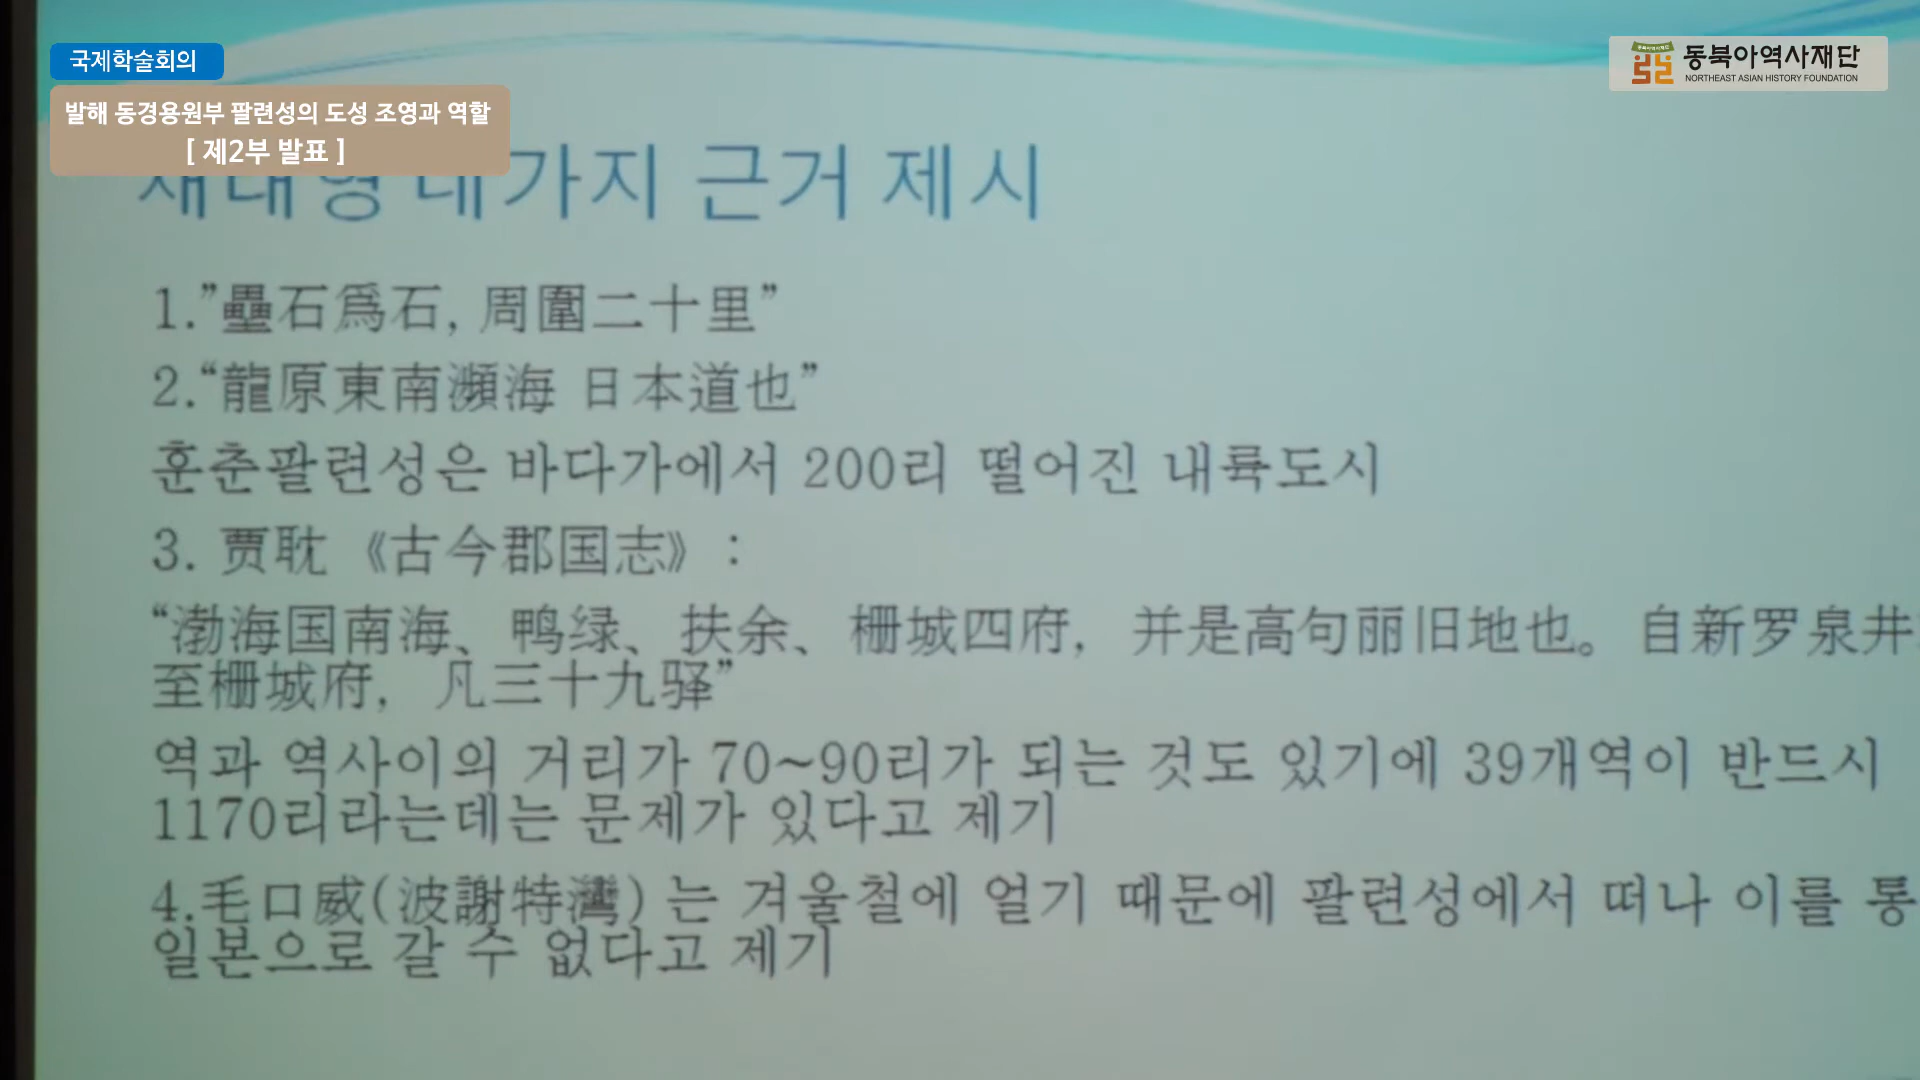 국제학술회의
발해 동경용원부 팔련성의 도성 조영과 역할
[ 제2부 발표 ]
동북아역사재단
NORTHEAST ASIAN HISTORY FOUNDATION
네가지 근거 제시
1.”壘石爲石, 周圍二十里”
2.“龍原東南瀕海 日本道也”
훈춘팔련성은 바다가에서 200리 떨어진 내륙도시
3. 贾耽 《古今郡国志》 :
“渤海国南海、鸭绿、扶余、栅城四府，并是高句丽旧地也。自新罗泉井
至栅城府，凡三十九驿”
역과 역사이의 거리가 70~90리가 되는 것도 있기에 39개역이 반드시
1170리라는데는 문제가 있다고 제기
4.毛口威(波謝特灣) 는 겨울철에 얼기 때문에 팔련성에서 떠나 이를 통
일본으로 갈 수 없다고 제기